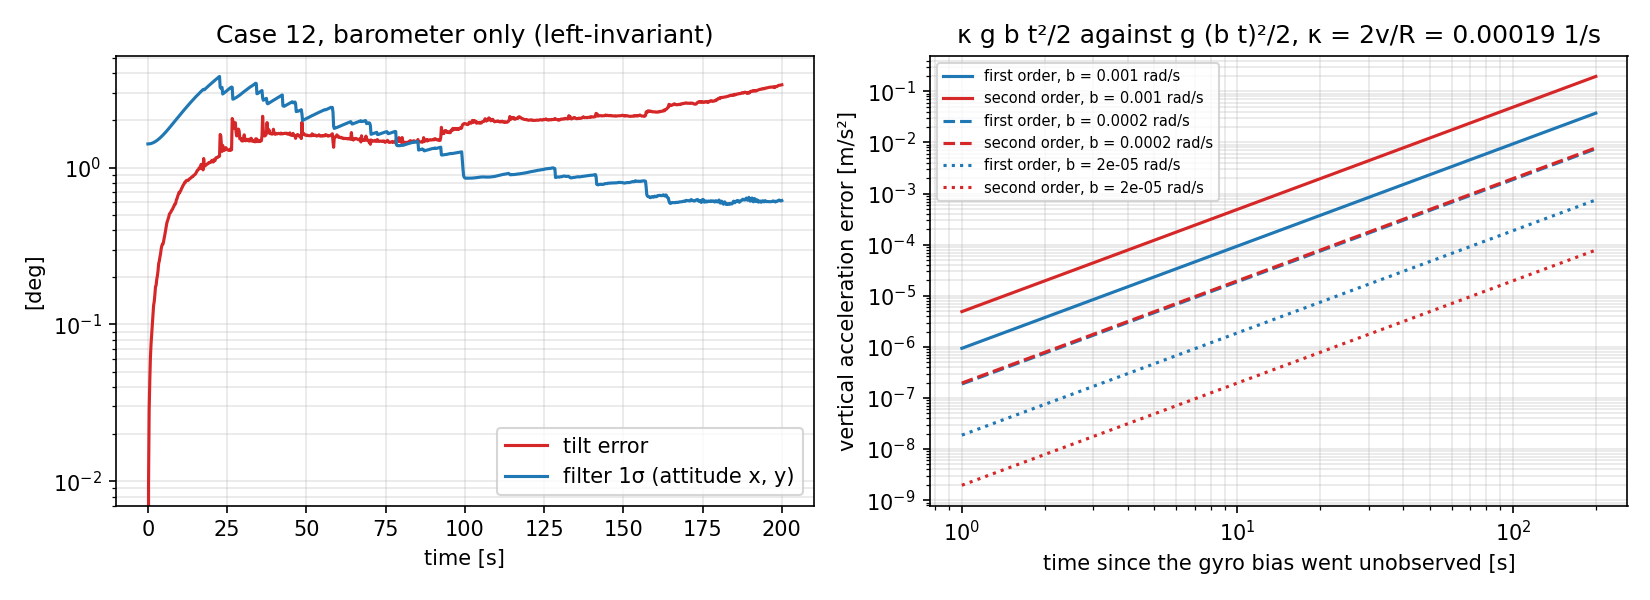 Case 12, barometer only (left-invariant)
[deg]
10⁰
10⁻¹
10⁻²
tilt error
filter 1σ (attitude x, y)
0 25 50 75 100 125 150 175 200
time [s]
κ g b t²/2 against g (b t)²/2, κ = 2v/R = 0.00019 1/s
vertical acceleration error [m/s²]
10⁻¹
10⁻²
10⁻³
10⁻⁴
10⁻⁵
10⁻⁶
10⁻⁷
10⁻⁸
10⁻⁹
first order, b = 0.001 rad/s
second order, b = 0.001 rad/s
first order, b = 0.0002 rad/s
second order, b = 0.0002 rad/s
first order, b = 2e-05 rad/s
second order, b = 2e-05 rad/s
10⁰ 10¹ 10²
time since the gyro bias went unobserved [s]